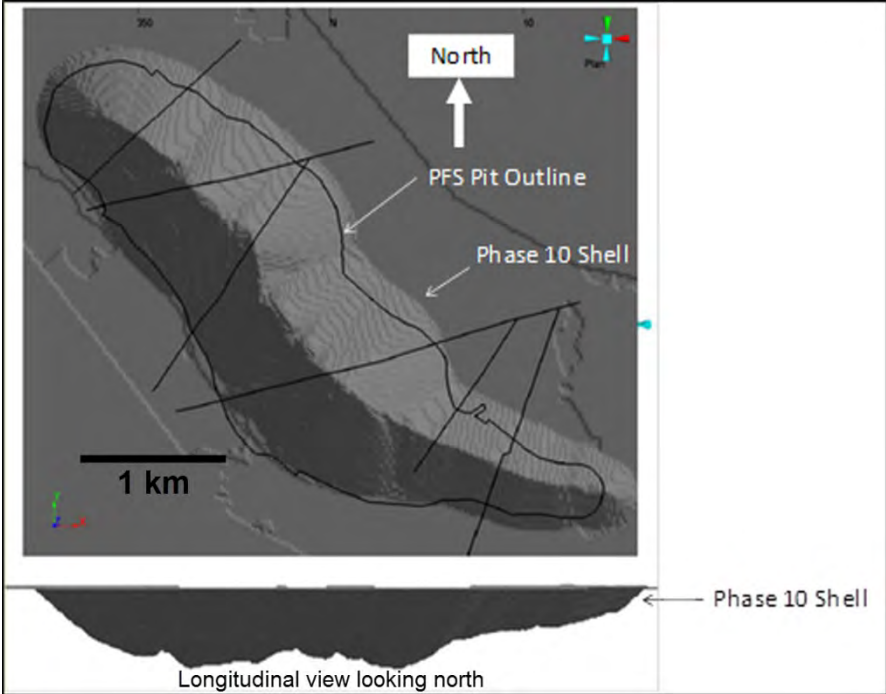 350
N
10
Plan
North
PFS Pit Outline
Phase 10 Shell
1 km
Phase 10 Shell
Longitudinal view looking north